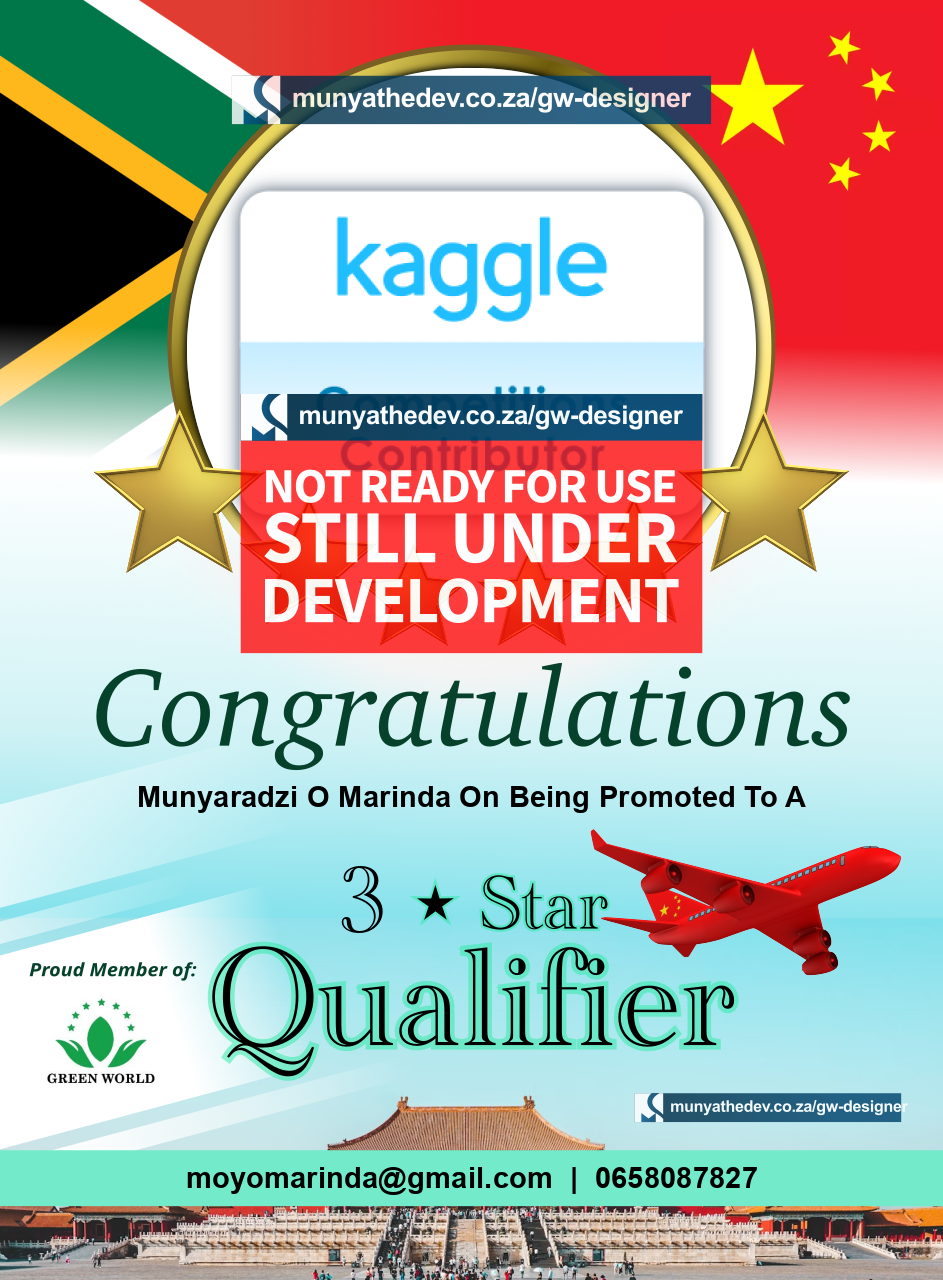 munyathedev.co.za/gw-designer
kaggle
Competitions
munyathedev.co.za/gw-designer
Contributor
NOT READY FOR USE
STILL UNDER
DEVELOPMENT
Congratulations
Munyaradzi O Marinda On Being Promoted To A
3 ★ Star
Qualifier
Proud Member of:
GREEN WORLD
munyathedev.co.za/gw-designer
moyomarinda@gmail.com | 0658087827